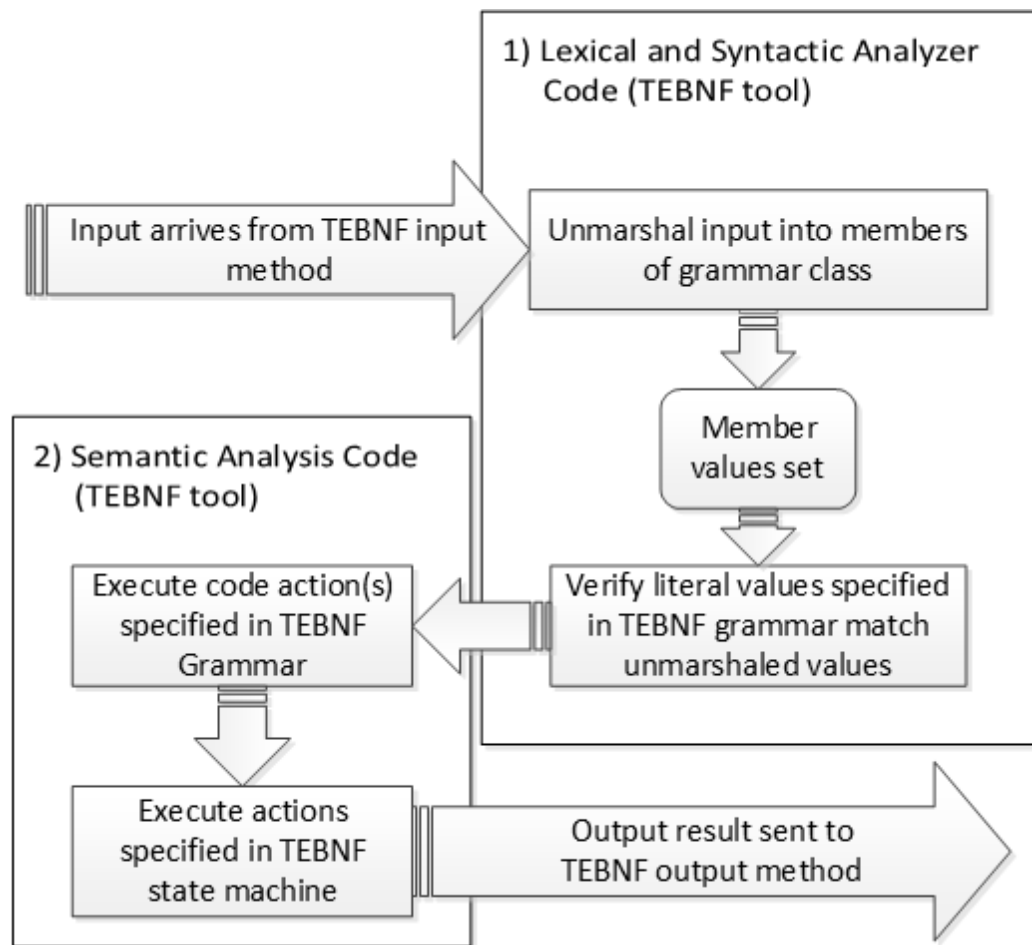 1) Lexical and Syntactic Analyzer
Code (TEBNF tool)
Input arrives from TEBNF input
method
Unmarshal input into members
of grammar class
Member
values set
Verify literal values specified
in TEBNF grammar match
unmarshaled values
2) Semantic Analysis Code
(TEBNF tool)
Execute code action(s)
specified in TEBNF
Grammar
Execute actions
specified in TEBNF
state machine
Output result sent to
TEBNF output method